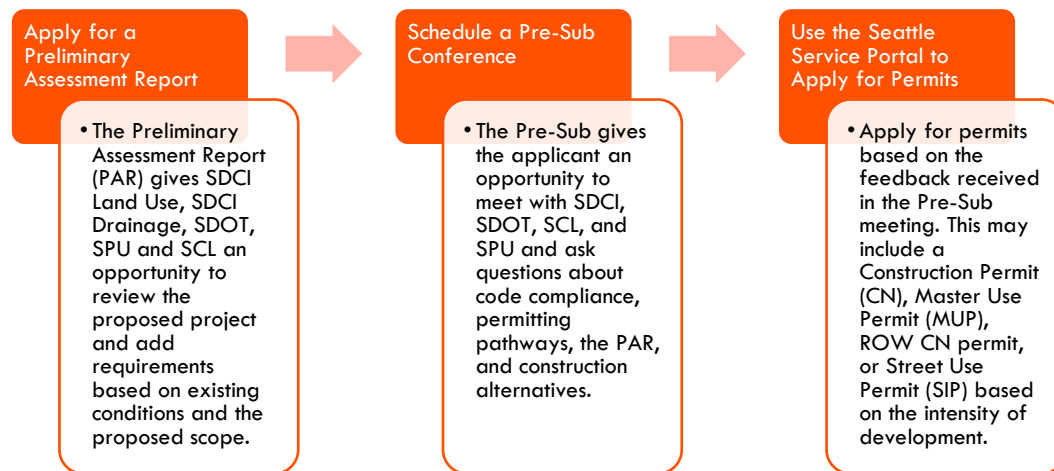 Apply for a
Preliminary
Assessment Report
• The Preliminary
Assessment Report
(PAR) gives SDCI
Land Use, SDCI
Drainage, SDOT,
SPU and SCL an
opportunity to
review the
proposed project
and add
requirements
based on existing
conditions and the
proposed scope.
Schedule a Pre-Sub
Conference
• The Pre-Sub gives
the applicant an
opportunity to
meet with SDCI,
SDOT, SCL, and
SPU and ask
questions about
code compliance,
permitting
pathways, the PAR,
and construction
alternatives.
Use the Seattle
Service Portal to
Apply for Permits
• Apply for permits
based on the
feedback received
in the Pre-Sub
meeting. This may
include a
Construction Permit
(CN), Master Use
Permit (MUP),
ROW CN permit,
or Street Use
Permit (SIP) based
on the intensity of
development.